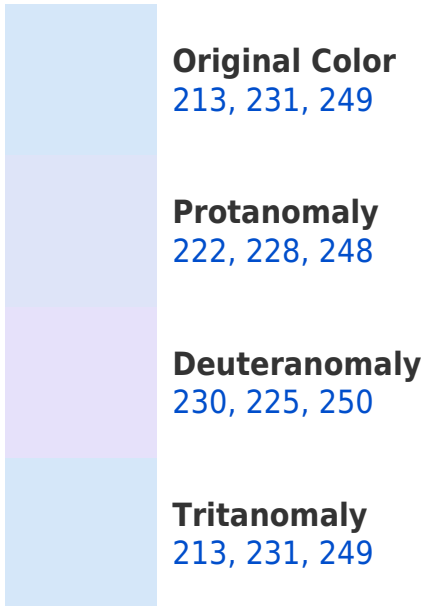 Original Color
213, 231, 249
Protanomaly
222, 228, 248
Deuteranomaly
230, 225, 250
Tritanomaly
213, 231, 249